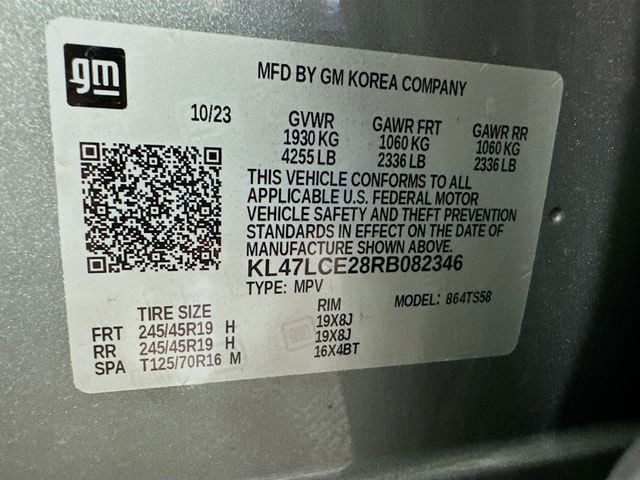 gm
MFD BY GM KOREA COMPANY
10/23 GVWR GAWR FRT GAWR RR
1930 KG 1060 KG 1060 KG
4255 LB 2336 LB 2336 LB
THIS VEHICLE CONFORMS TO ALL
APPLICABLE U.S. FEDERAL MOTOR
VEHICLE SAFETY AND THEFT PREVENTION
STANDARDS IN EFFECT ON THE DATE OF
MANUFACTURE SHOWN ABOVE.
KL47LCE28RB082346
TYPE: MPV MODEL: 864TS58
TIRE SIZE RIM
FRT 245/45R19 H 19X8J
RR 245/45R19 H 19X8J
SPA T125/70R16 M 16X4BT